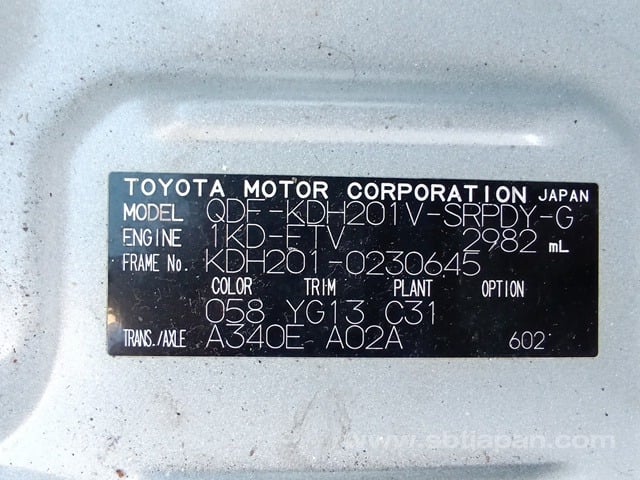 TOYOTA MOTOR CORPORATION JAPAN
MODEL QDF-KDH201V-SRPDY-G
ENGINE 1KD-FTV 2982 mL
FRAME No. KDH201-0230645
COLOR TRIM PLANT OPTION
058 YG13 C31
TRANS./AXLE A340E A02A 602
www.sbtjapan.com